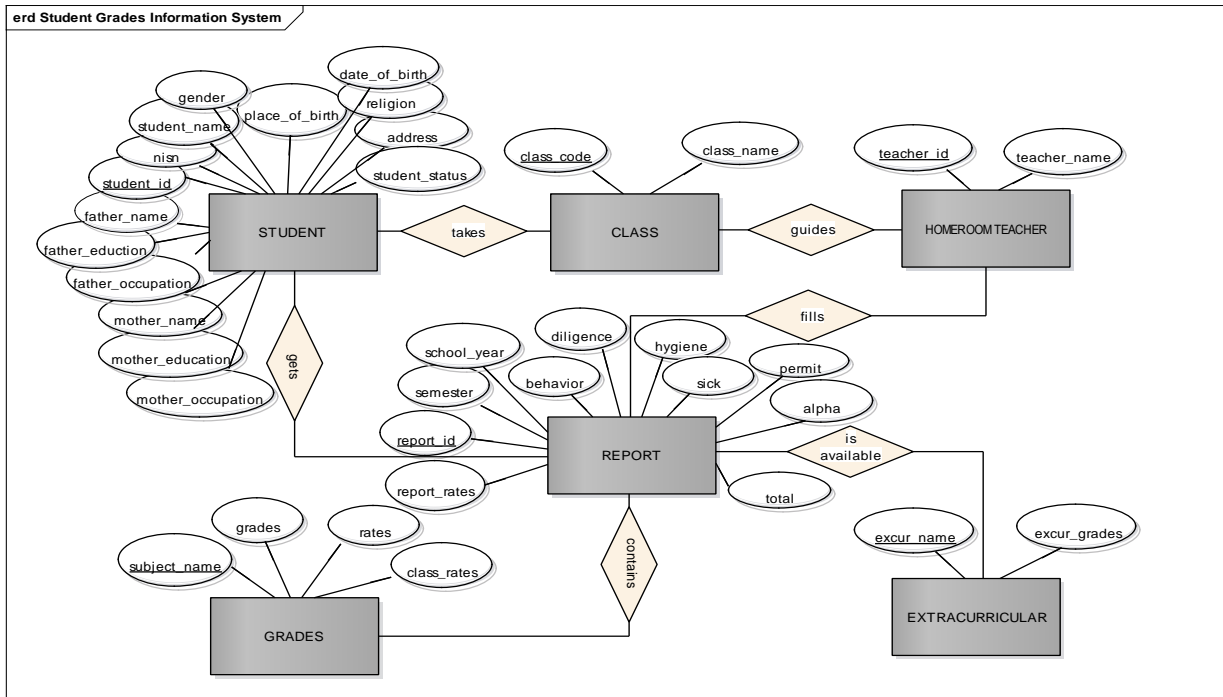 erd Student Grades Information System
date_of_birth
gender
religion
place_of_birth
student_name
address
nisn
student_status
student_id
father_name
father_eduction
father_occupation
mother_name
mother_education
mother_occupation
STUDENT
takes
class_code
class_name
CLASS
guides
teacher_id
teacher_name
HOMEROOM TEACHER
fills
gets
school_year
diligence
hygiene
permit
semester
behavior
sick
alpha
report_id
REPORT
is
available
report_rates
total
contains
grades
rates
subject_name
class_rates
GRADES
excur_name
excur_grades
EXTRACURRICULAR